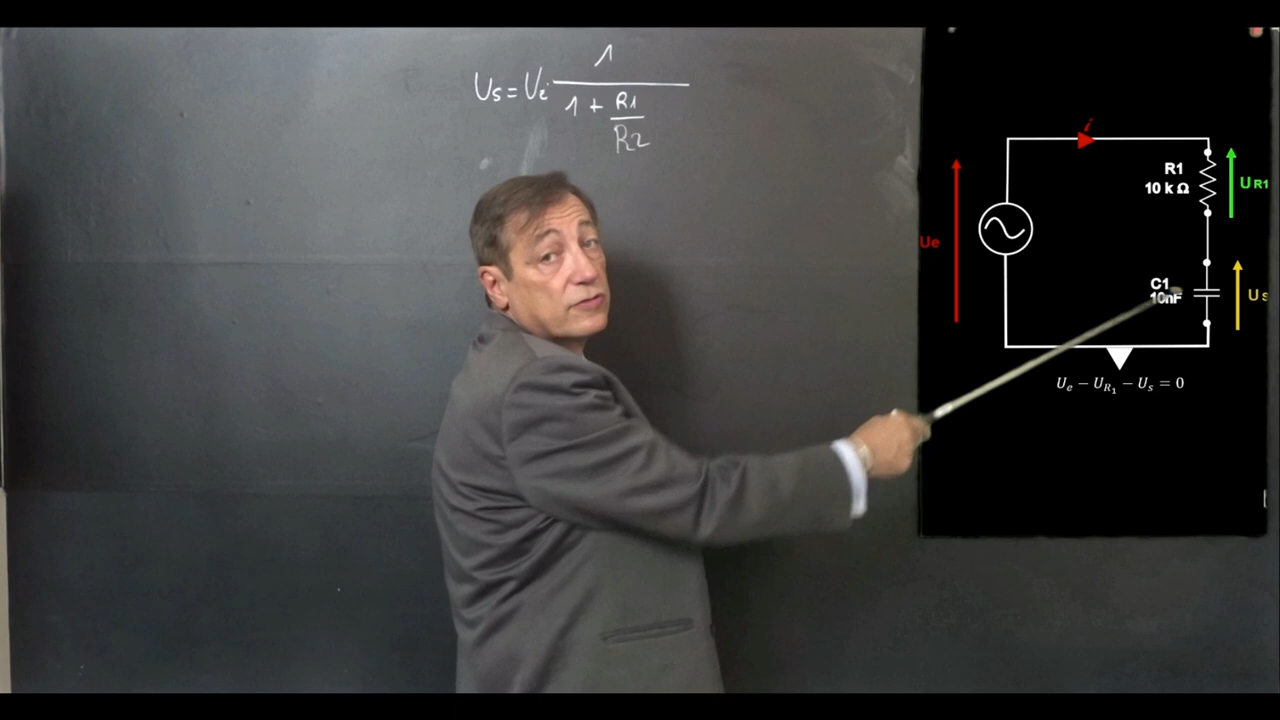 Us = Ue 1
1 + R1
R2
i
R1
10 k Ω
UR1
Ue
C1
10nF
Us
Ue − UR1 − Us = 0